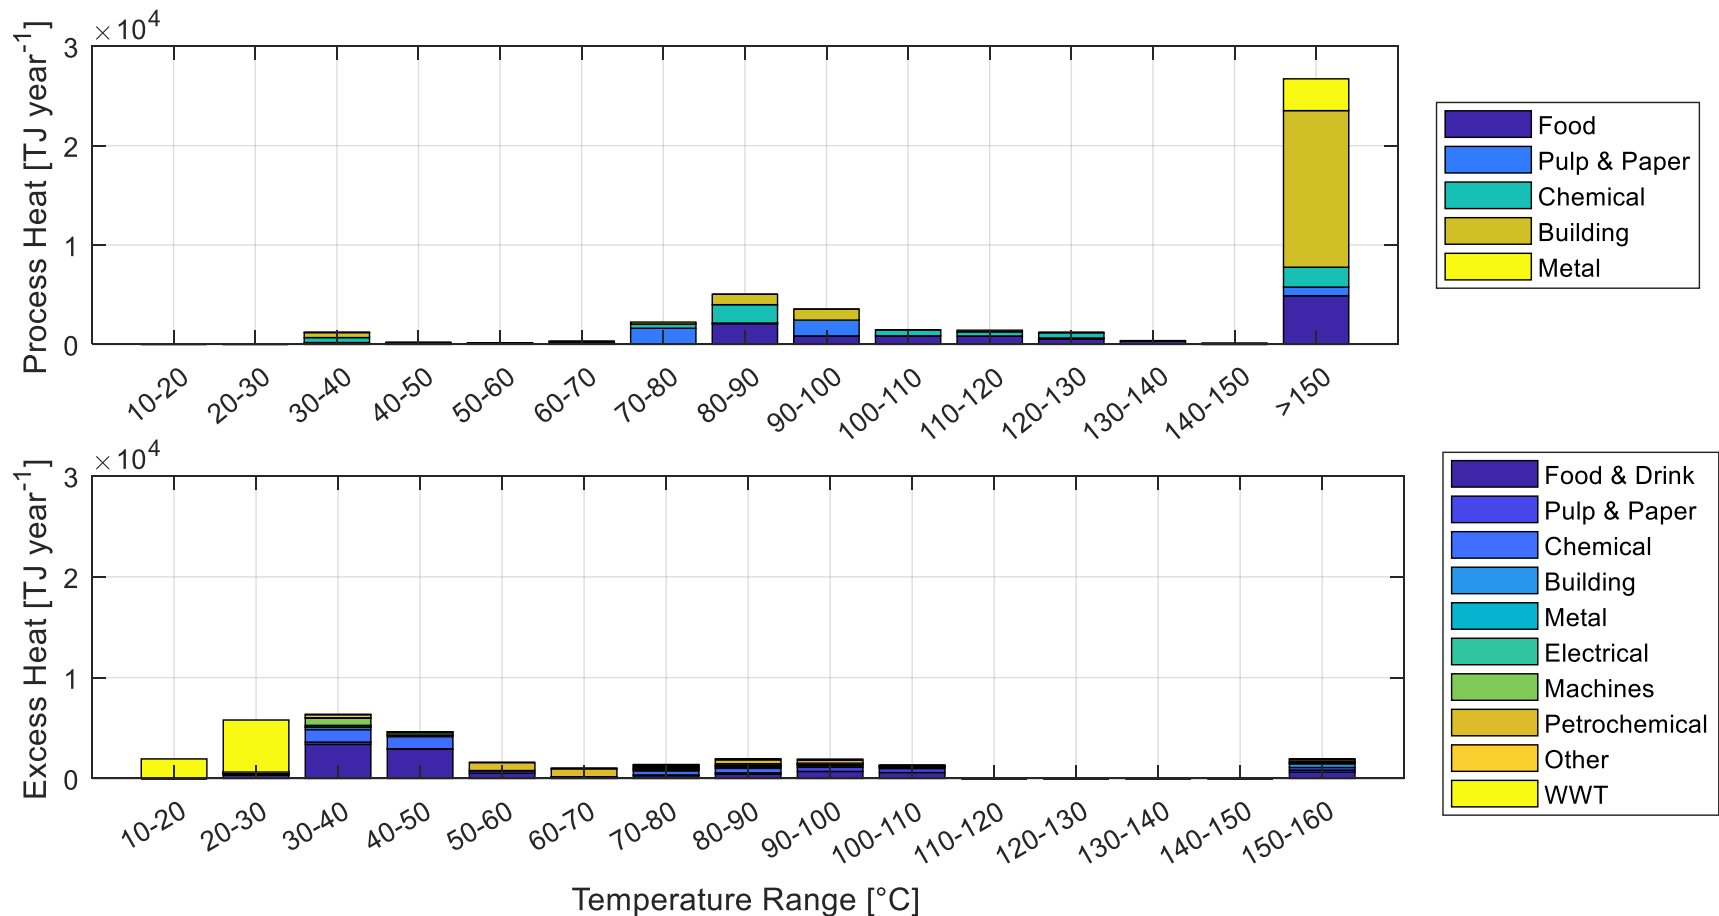 ×10⁴
3
2
1
0
Process Heat [TJ year⁻¹]
10-20
20-30
30-40
40-50
50-60
60-70
70-80
80-90
90-100
100-110
110-120
120-130
130-140
140-150
>150
Food
Pulp & Paper
Chemical
Building
Metal
×10⁴
3
2
1
0
Excess Heat [TJ year⁻¹]
10-20
20-30
30-40
40-50
50-60
60-70
70-80
80-90
90-100
100-110
110-120
120-130
130-140
140-150
150-160
Temperature Range [°C]
Food & Drink
Pulp & Paper
Chemical
Building
Metal
Electrical
Machines
Petrochemical
Other
WWT